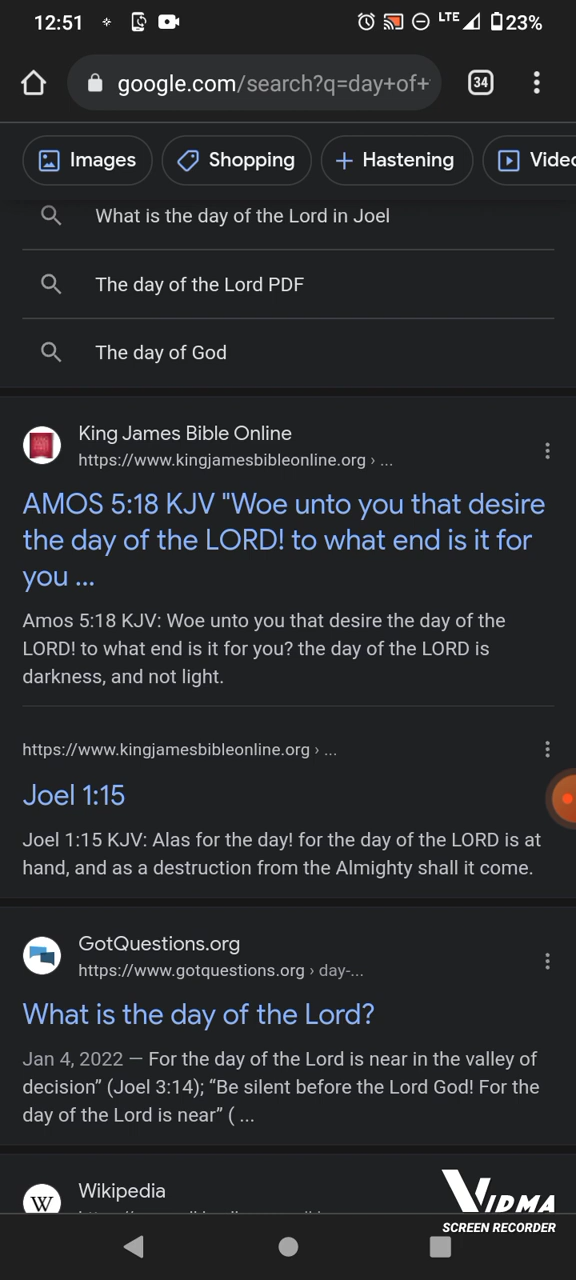 12:51 LTE 23%
google.com/search?q=day+of+ 34
Images Shopping Hastening Video
What is the day of the Lord in Joel
The day of the Lord PDF
The day of God
King James Bible Online
https://www.kingjamesbibleonline.org › ...
AMOS 5:18 KJV "Woe unto you that desire
the day of the LORD! to what end is it for
you ...
Amos 5:18 KJV: Woe unto you that desire the day of the
LORD! to what end is it for you? the day of the LORD is
darkness, and not light.
https://www.kingjamesbibleonline.org › ...
Joel 1:15
Joel 1:15 KJV: Alas for the day! for the day of the LORD is at
hand, and as a destruction from the Almighty shall it come.
GotQuestions.org
https://www.gotquestions.org › day-...
What is the day of the Lord?
Jan 4, 2022 — For the day of the Lord is near in the valley of
decision” (Joel 3:14); “Be silent before the Lord God! For the
day of the Lord is near” ( ...
W Wikipedia
VIDMA
SCREEN RECORDER